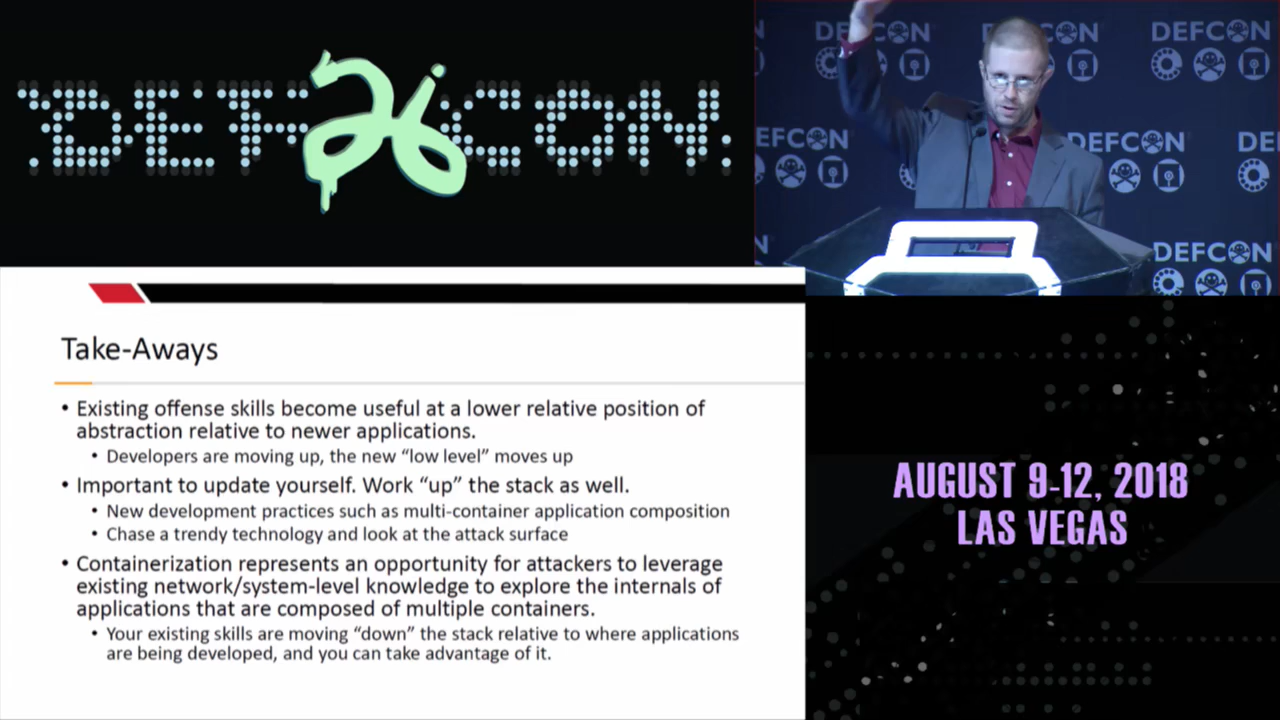 DEF 26 CON
DEFCON
DEFCON
DEFCON
EFCON
DEFCON
DE
N
DEFCON
Take-Aways
• Existing offense skills become useful at a lower relative position of
abstraction relative to newer applications.
• Developers are moving up, the new “low level” moves up
• Important to update yourself. Work “up” the stack as well.
• New development practices such as multi-container application composition
• Chase a trendy technology and look at the attack surface
• Containerization represents an opportunity for attackers to leverage
existing network/system-level knowledge to explore the internals of
applications that are composed of multiple containers.
• Your existing skills are moving “down” the stack relative to where applications
are being developed, and you can take advantage of it.
AUGUST 9-12, 2018
LAS VEGAS